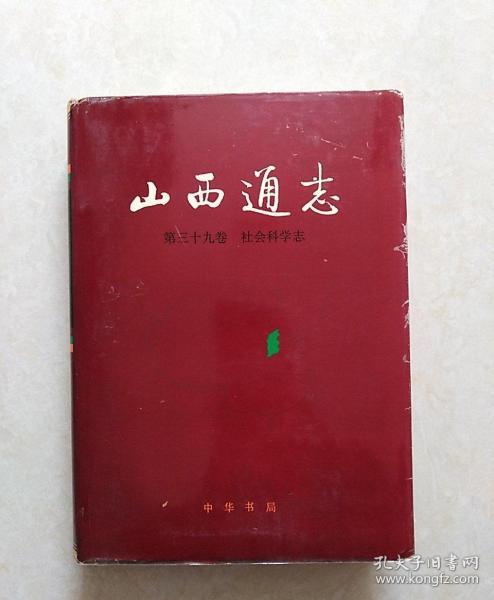 山西通志
第三十九卷 社会科学志
中华书局
孔夫子旧书网
www.kongfz.com